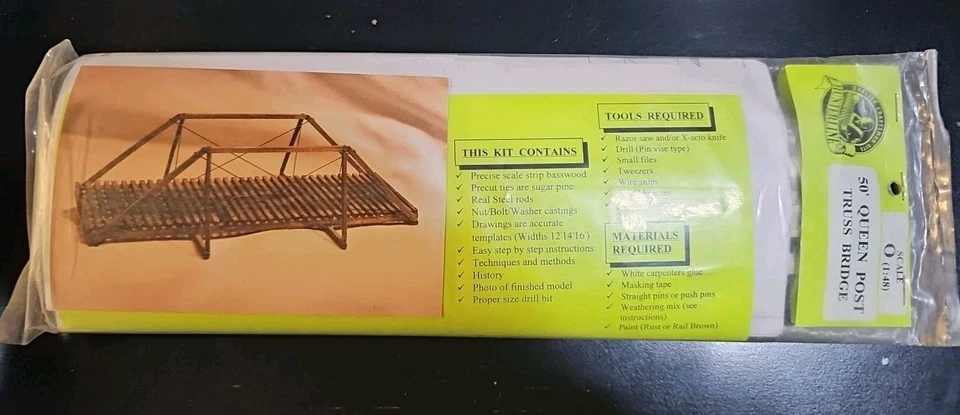 THIS KIT CONTAINS
✓ Precise scale strip basswood
✓ Precut ties are sugar pine
✓ Real Steel rods
✓ Nut/Bolt/Washer castings
✓ Drawings are accurate
templates (Widths 12'14'16')
✓ Easy step by step instructions
✓ Techniques and methods
✓ History
✓ Photo of finished model
✓ Proper size drill bit
TOOLS REQUIRED
✓ Razor saw and/or X-acto knife
✓ Drill (Pin vise type)
✓ Small files
✓ Tweezers
✓ Wire snips
MATERIALS
REQUIRED
✓ White carpenters glue
✓ Masking tape
✓ Straight pins or push pins
✓ Weathering mix (see
instructions)
✓ Paint (Rust or Rail Brown)
HUNTERLINE
SCALE
O (1:48)
50' QUEEN POST
TRUSS BRIDGE